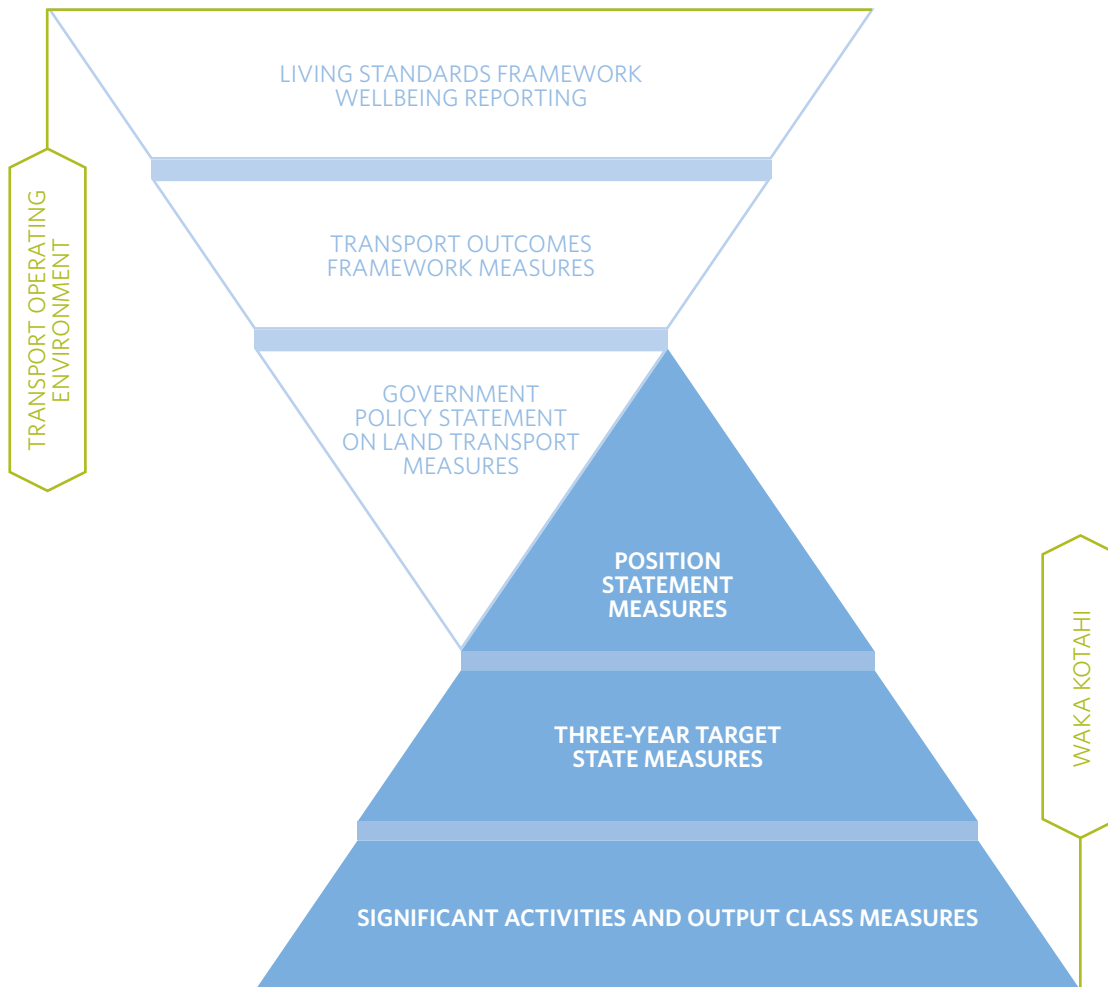 LIVING STANDARDS FRAMEWORK
WELLBEING REPORTING
TRANSPORT OPERATING
ENVIRONMENT
TRANSPORT OUTCOMES
FRAMEWORK MEASURES
GOVERNMENT
POLICY STATEMENT
ON LAND TRANSPORT
MEASURES
POSITION
STATEMENT
MEASURES
WAKA KOTAHI
THREE-YEAR TARGET
STATE MEASURES
SIGNIFICANT ACTIVITIES AND OUTPUT CLASS MEASURES